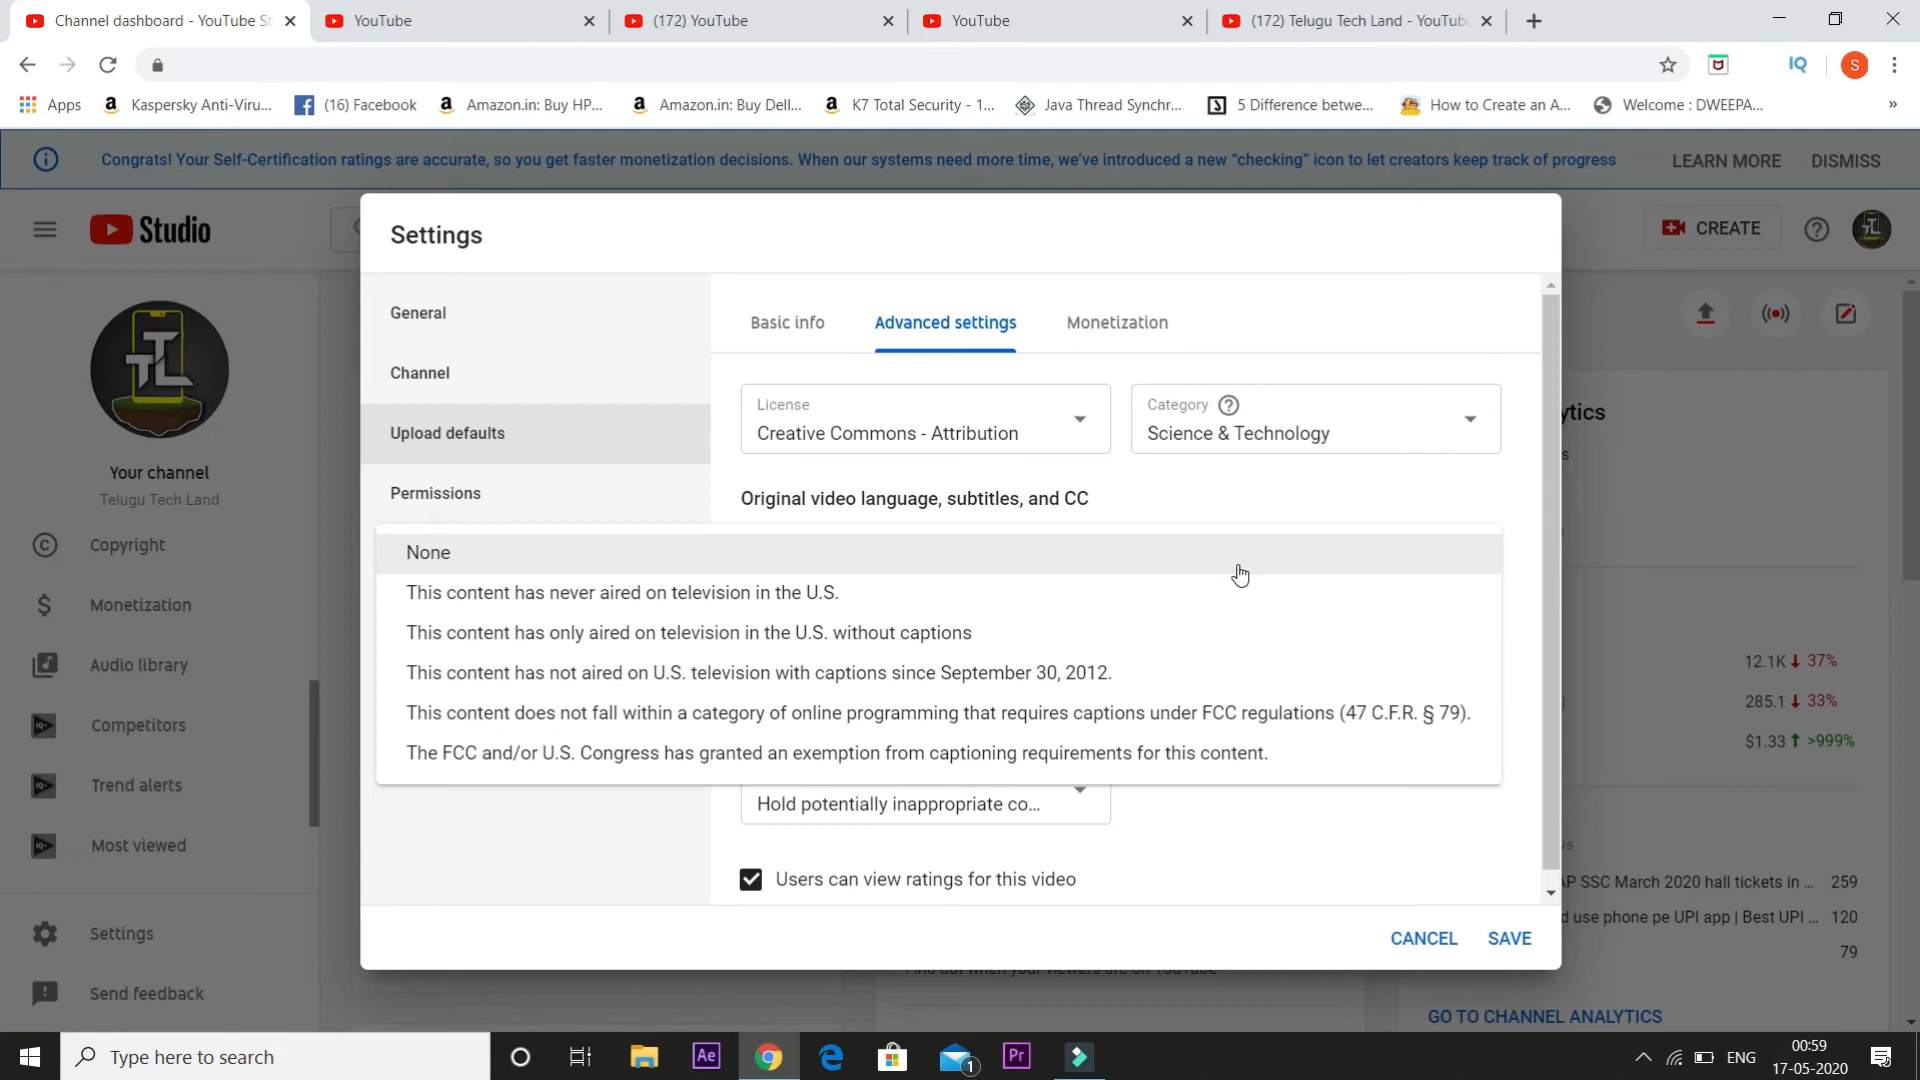 Channel dashboard - YouTube St
YouTube
(172) YouTube
YouTube
(172) Telugu Tech Land - YouTub
IQ
S
Apps
Kaspersky Anti-Viru...
(16) Facebook
Amazon.in: Buy HP...
Amazon.in: Buy Dell...
K7 Total Security - 1...
Java Thread Synchr...
5 Difference betwe...
How to Create an A...
Welcome : DWEEPA...
»
Congrats! Your Self-Certification ratings are accurate, so you get faster monetization decisions. When our systems need more time, we've introduced a new “checking” icon to let creators keep track of progress
LEARN MORE
DISMISS
Studio
CREATE
Settings
General
Channel
Upload defaults
Permissions
Basic info
Advanced settings
Monetization
License
Creative Commons - Attribution
Category
Science & Technology
Original video language, subtitles, and CC
None
This content has never aired on television in the U.S.
This content has only aired on television in the U.S. without captions
This content has not aired on U.S. television with captions since September 30, 2012.
This content does not fall within a category of online programming that requires captions under FCC regulations (47 C.F.R. § 79).
The FCC and/or U.S. Congress has granted an exemption from captioning requirements for this content.
Hold potentially inappropriate co...
Users can view ratings for this video
CANCEL
SAVE
Your channel
Telugu Tech Land
Copyright
Monetization
Audio library
Competitors
Trend alerts
Most viewed
Settings
Send feedback
ytics
12.1K 37%
285.1 33%
$1.33 >999%
AP SSC March 2020 hall tickets in ... 259
d use phone pe UPI app | Best UPI ... 120
79
GO TO CHANNEL ANALYTICS
Type here to search
Ae
Pr
1
ENG
00:59
17-05-2020